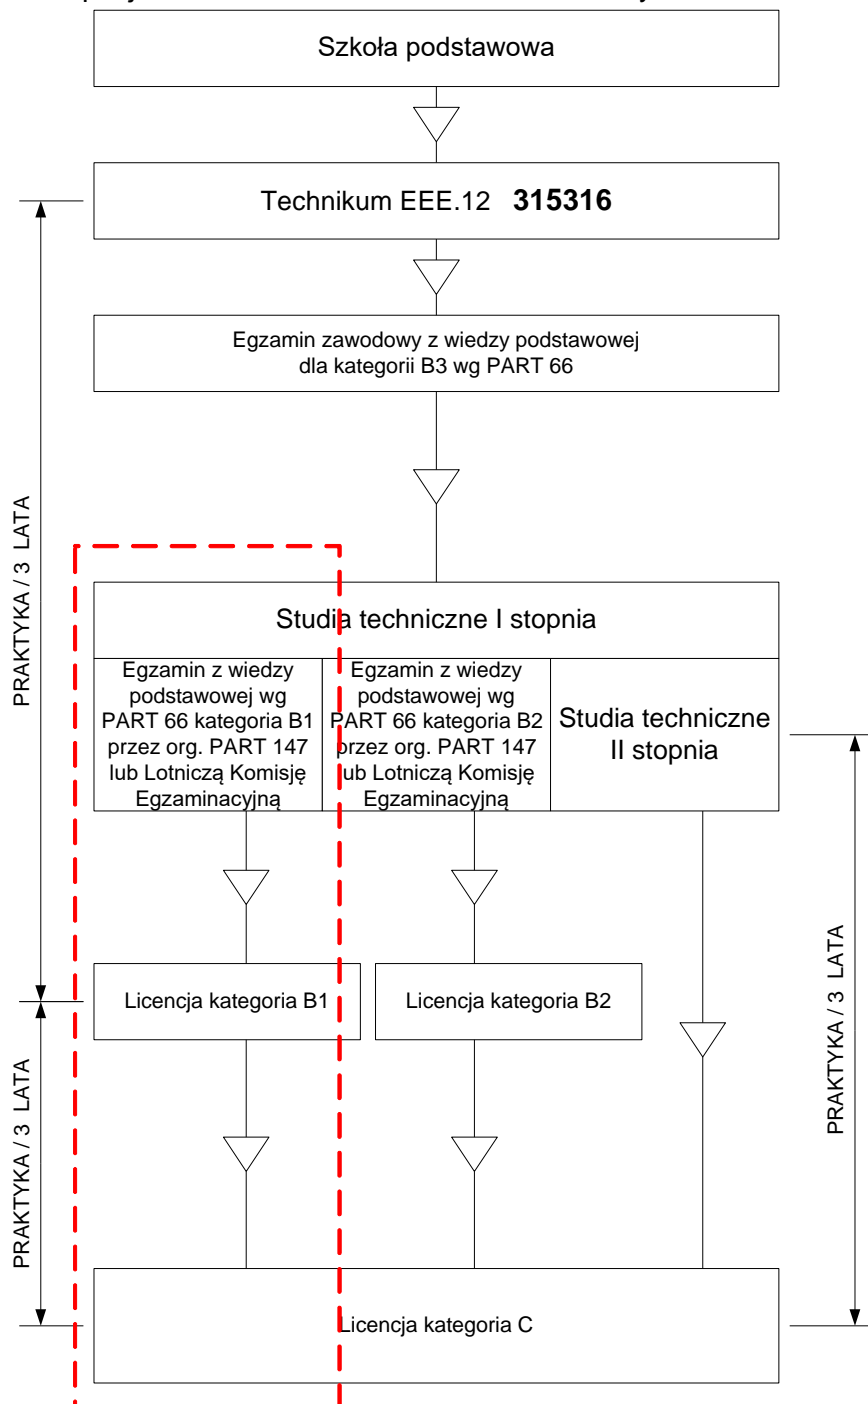 Szkoła podstawowa
Technikum EEE.12 315316
Egzamin zawodowy z wiedzy podstawowej
dla kategorii B3 wg PART 66
PRAKTYKA / 3 LATA
Studia techniczne I stopnia
Egzamin z wiedzy
podstawowej wg
PART 66 kategoria B1
przez org. PART 147
lub Lotniczą Komisję
Egzaminacyjną
Egzamin z wiedzy
podstawowej wg
PART 66 kategoria B2
przez org. PART 147
lub Lotniczą Komisję
Egzaminacyjną
Studia techniczne
II stopnia
Licencja kategoria B1
Licencja kategoria B2
PRAKTYKA / 3 LATA
PRAKTYKA / 3 LATA
Licencja kategoria C